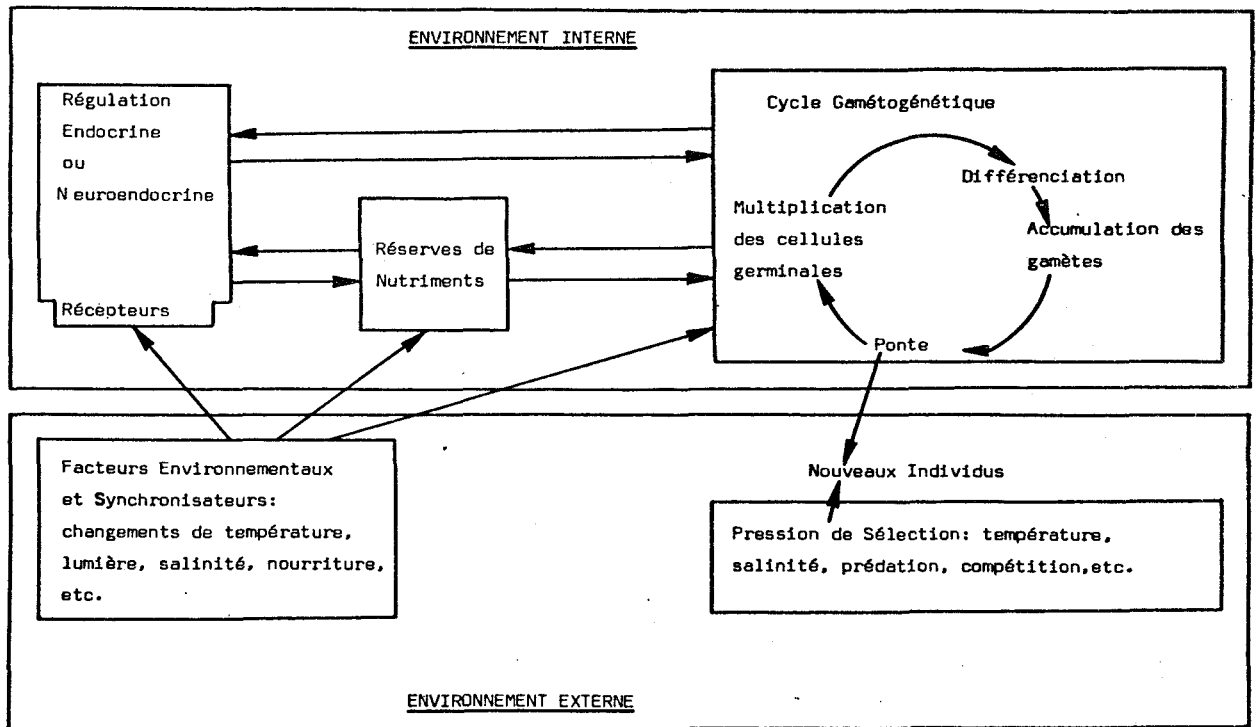 ENVIRONNEMENT INTERNE
Régulation
Endocrine
ou
Neuroendocrine
Récepteurs
Réserves de
Nutriments
Cycle Gamétogénétique
Différenciation
Multiplication
des cellules
germinales
Accumulation des
gamètes
Ponte
Facteurs Environnementaux
et Synchronisateurs:
changements de température,
lumière, salinité, nourriture,
etc.
Nouveaux Individus
Pression de Sélection: température,
salinité, prédation, compétition,etc.
ENVIRONNEMENT EXTERNE